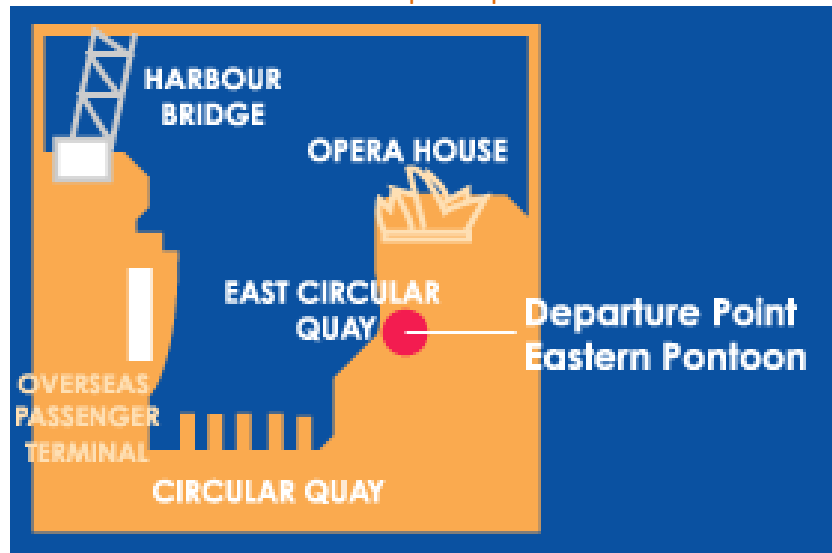 HARBOUR
BRIDGE
OPERA HOUSE
EAST CIRCULAR
QUAY
Departure Point
Eastern Pontoon
OVERSEAS
PASSENGER
TERMINAL
CIRCULAR QUAY